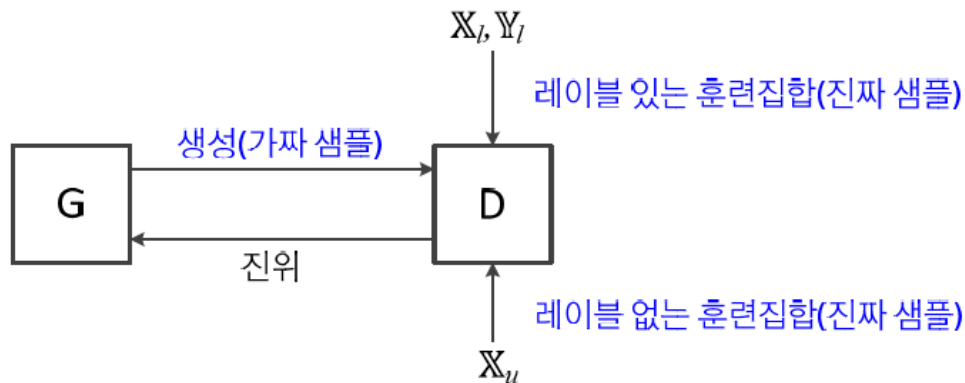 𝕏l, 𝕐l
레이블 있는 훈련집합(진짜 샘플)
생성(가짜 샘플)
G
D
진위
레이블 없는 훈련집합(진짜 샘플)
𝕏u